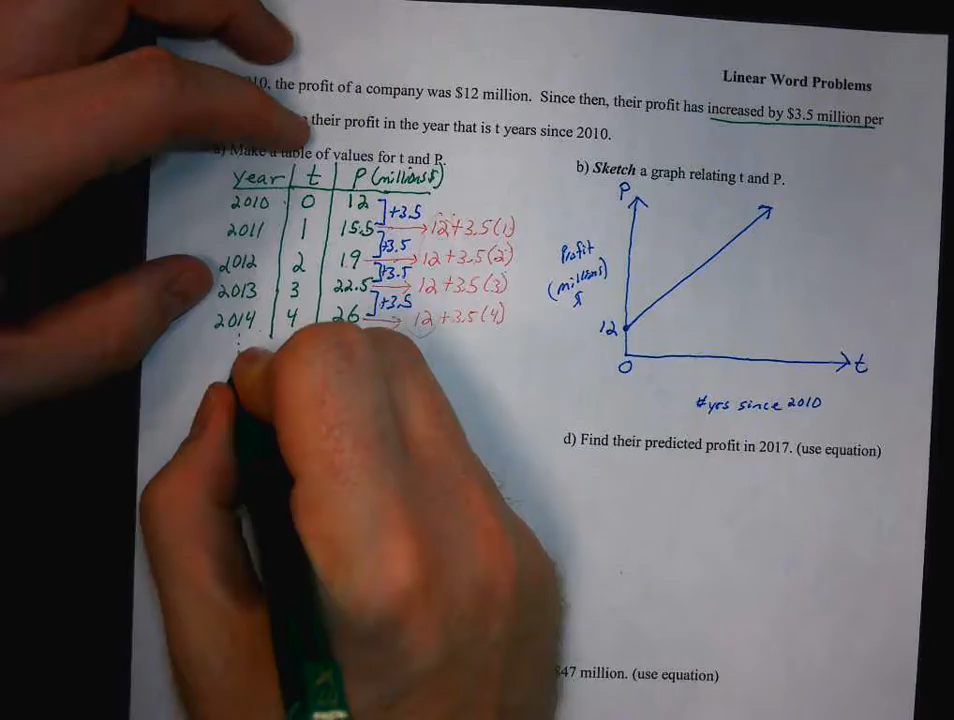 Linear Word Problems
10, the profit of a company was $12 million. Since then, their profit has increased by $3.5 million per
their profit in the year that is t years since 2010.
a) Make a table of values for t and P.
year t P (millions $)
2010 0 12
+3.5
2011 1 15.5 → 12+3.5(1)
+3.5
2012 2 19 → 12+3.5(2)
+3.5
2013 3 22.5 → 12+3.5(3)
+3.5
2014 4 26 → 12+3.5(4)
b) Sketch a graph relating t and P.
P
Profit
(millions)
$
12
0
t
#yrs since 2010
d) Find their predicted profit in 2017. (use equation)
$47 million. (use equation)